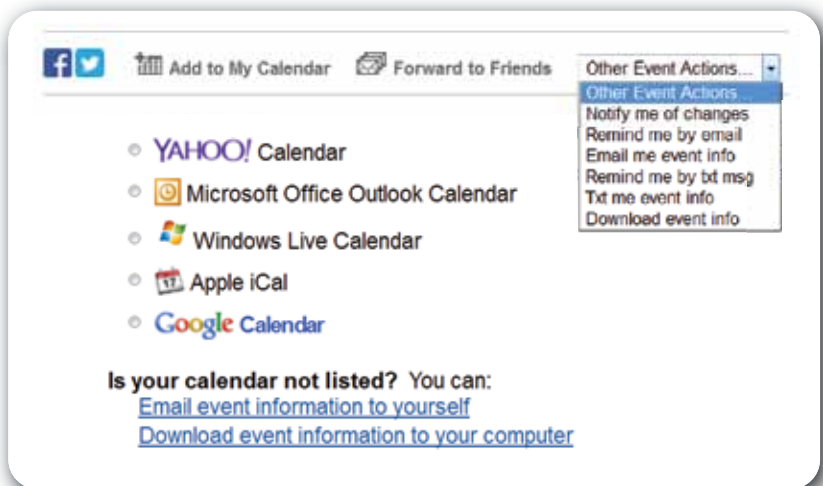 f
Add to My Calendar Forward to Friends Other Event Actions...
Other Event Actions...
Notify me of changes
Remind me by email
Email me event info
Remind me by txt msg
Txt me event info
Download event info
YAHOO! Calendar
Microsoft Office Outlook Calendar
Windows Live Calendar
17 Apple iCal
Google Calendar
Is your calendar not listed? You can:
Email event information to yourself
Download event information to your computer